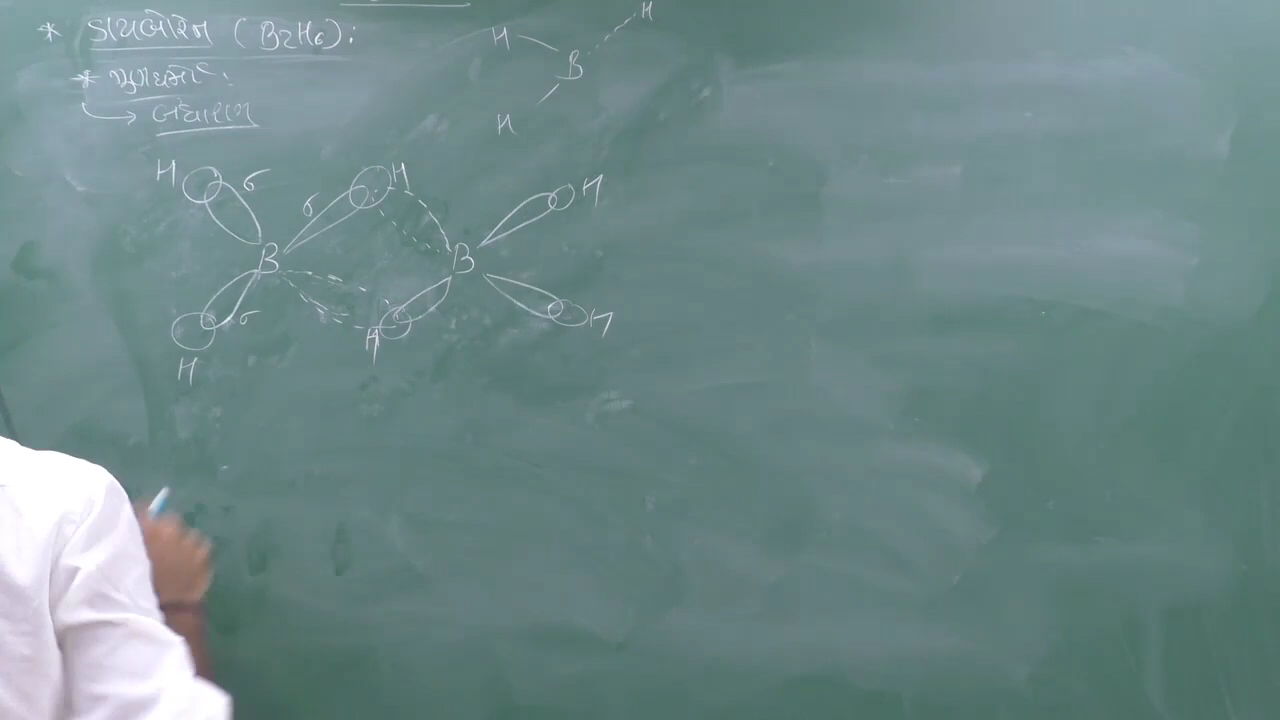 * ડાયબોરેન ( B2H6 ) :
* ગુણધર્મો :
→ બંધારણ
H H
B
H
H σ σ H H
B B
σ H H
H